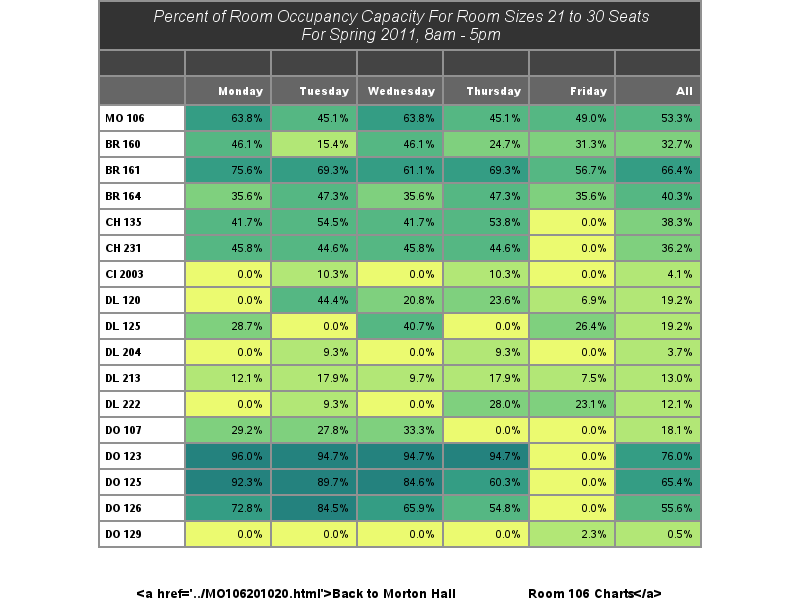 Percent of Room Occupancy Capacity For Room Sizes 21 to 30 Seats
For Spring 2011, 8am - 5pm
Monday Tuesday Wednesday Thursday Friday All
MO 106 63.8% 45.1% 63.8% 45.1% 49.0% 53.3%
BR 160 46.1% 15.4% 46.1% 24.7% 31.3% 32.7%
BR 161 75.6% 69.3% 61.1% 69.3% 56.7% 66.4%
BR 164 35.6% 47.3% 35.6% 47.3% 35.6% 40.3%
CH 135 41.7% 54.5% 41.7% 53.8% 0.0% 38.3%
CH 231 45.8% 44.6% 45.8% 44.6% 0.0% 36.2%
CI 2003 0.0% 10.3% 0.0% 10.3% 0.0% 4.1%
DL 120 0.0% 44.4% 20.8% 23.6% 6.9% 19.2%
DL 125 28.7% 0.0% 40.7% 0.0% 26.4% 19.2%
DL 204 0.0% 9.3% 0.0% 9.3% 0.0% 3.7%
DL 213 12.1% 17.9% 9.7% 17.9% 7.5% 13.0%
DL 222 0.0% 9.3% 0.0% 28.0% 23.1% 12.1%
DO 107 29.2% 27.8% 33.3% 0.0% 0.0% 18.1%
DO 123 96.0% 94.7% 94.7% 94.7% 0.0% 76.0%
DO 125 92.3% 89.7% 84.6% 60.3% 0.0% 65.4%
DO 126 72.8% 84.5% 65.9% 54.8% 0.0% 55.6%
DO 129 0.0% 0.0% 0.0% 0.0% 2.3% 0.5%
<a href='../MO106201020.html'>Back to Morton Hall Room 106 Charts</a>